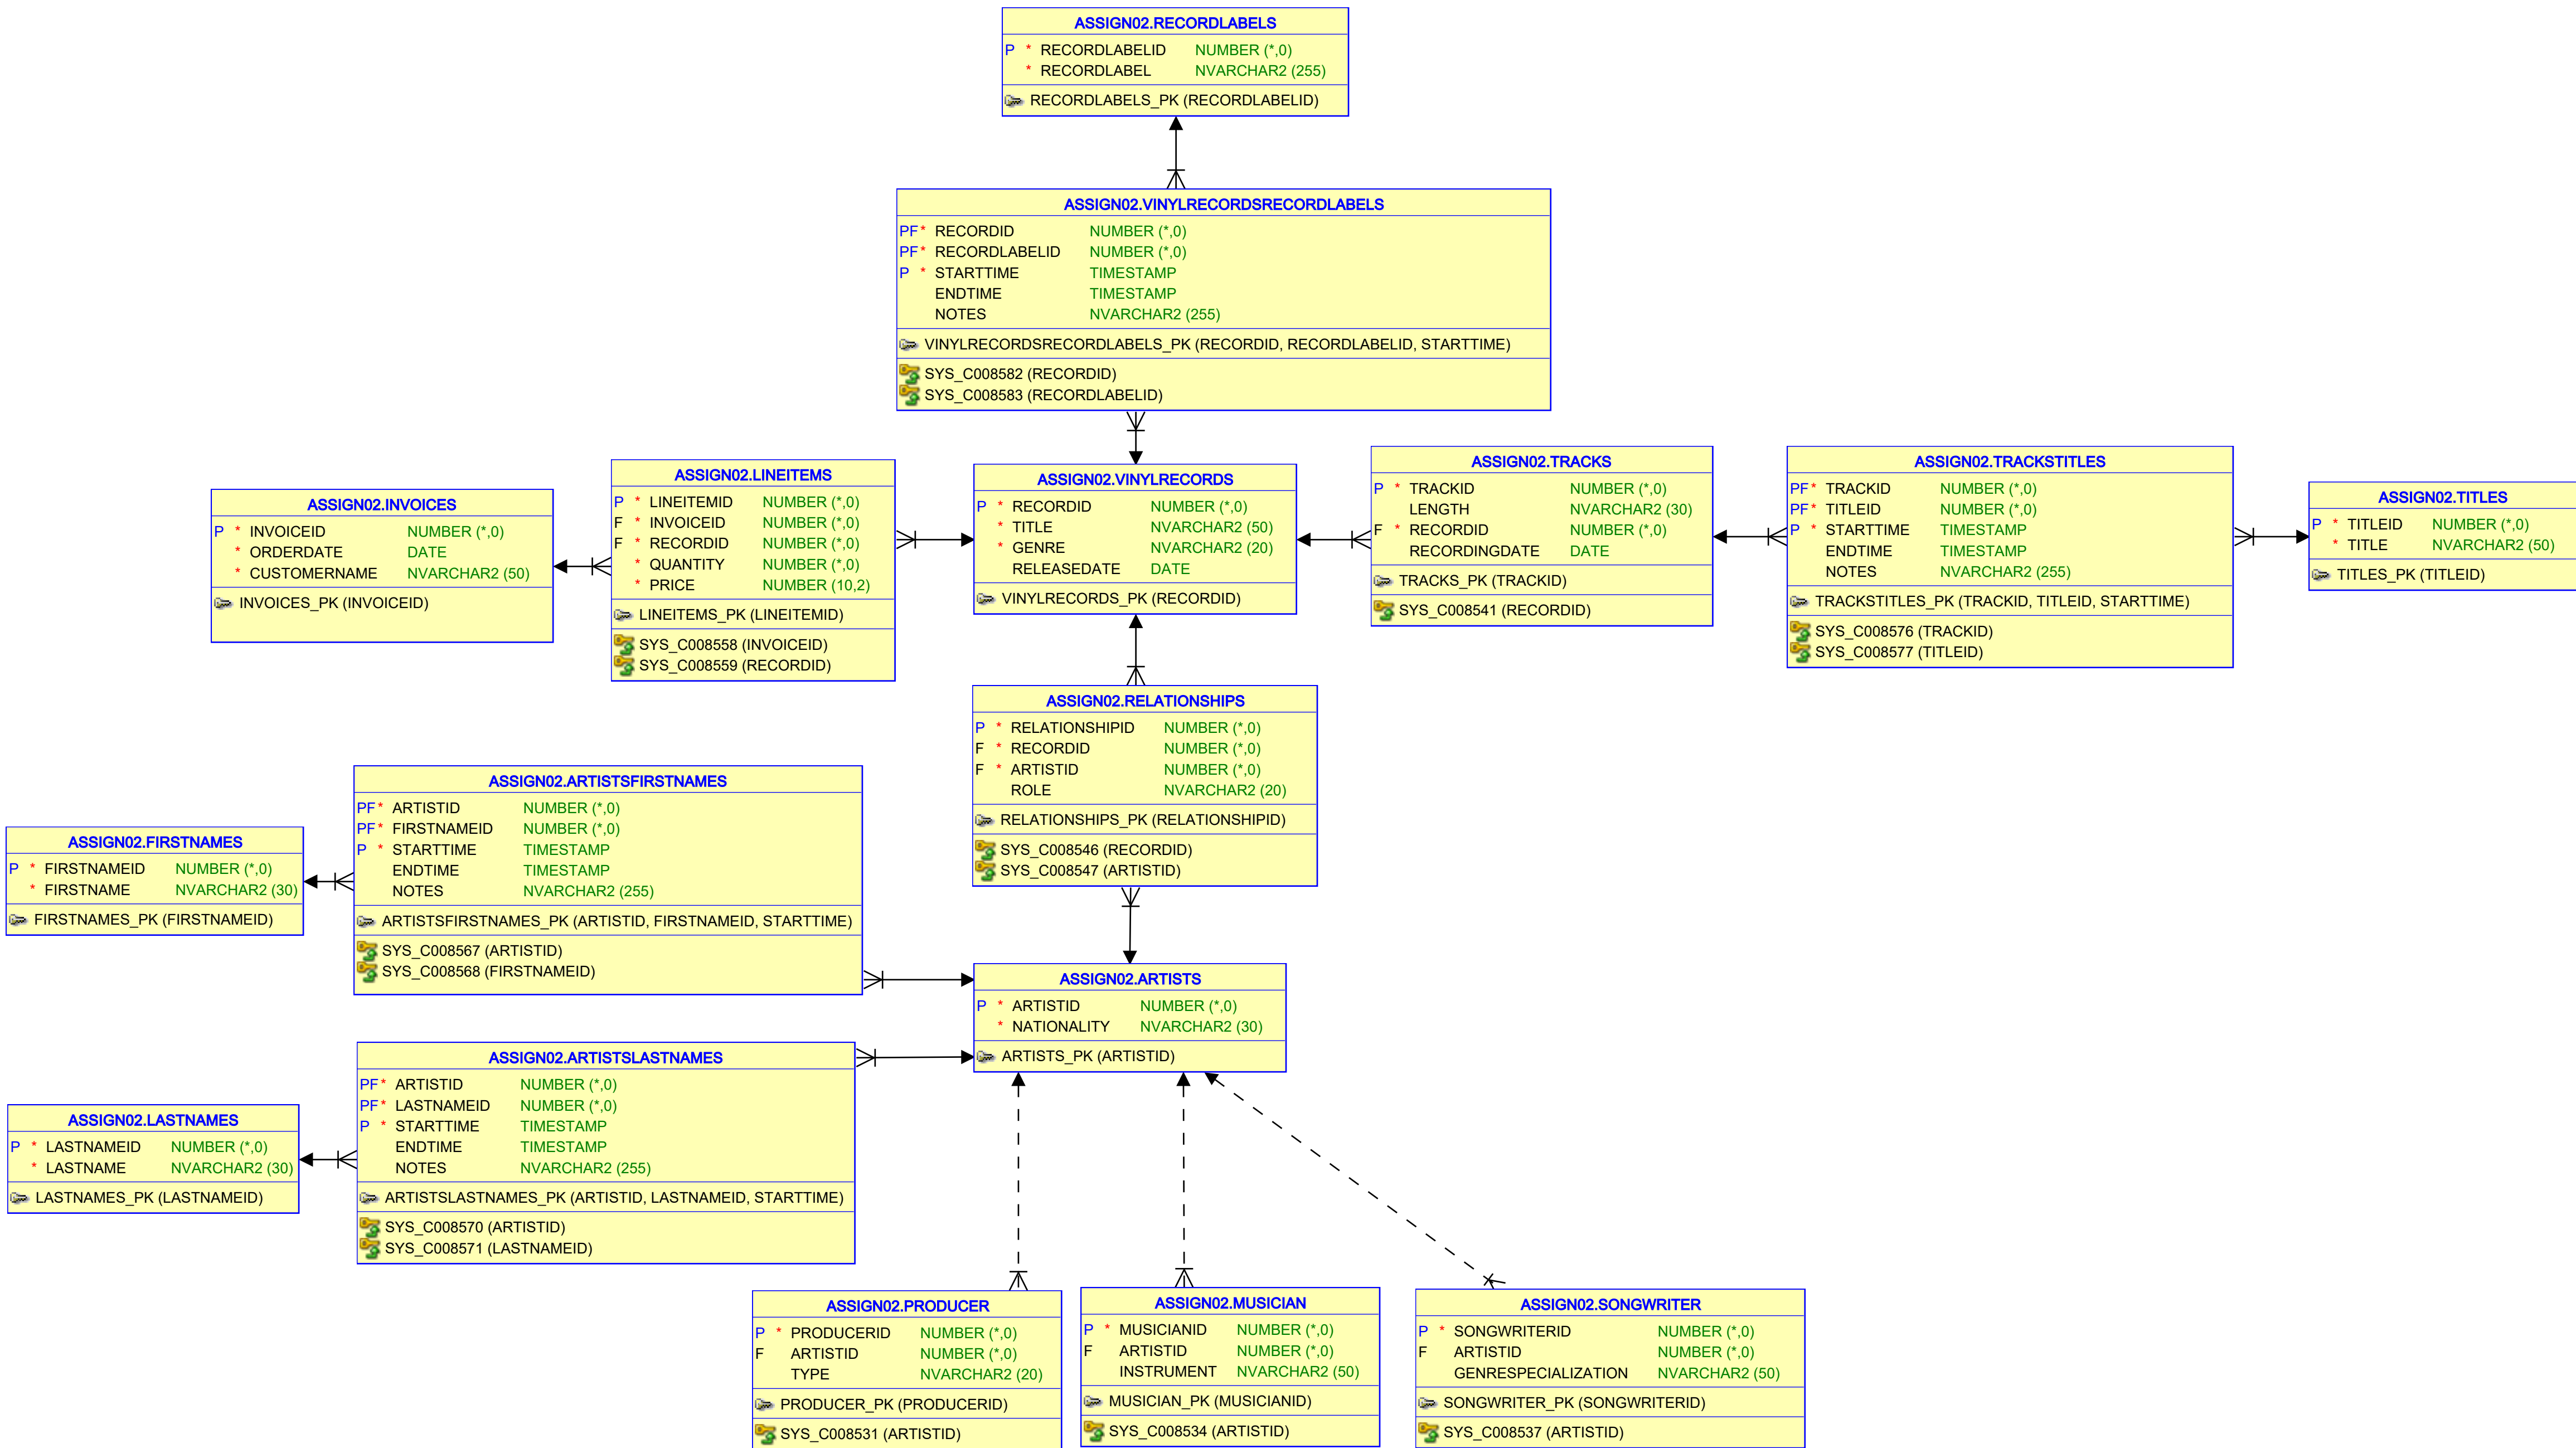 ASSIGN02.RECORDLABELS
P * RECORDLABELID NUMBER (*,0)
* RECORDLABEL NVARCHAR2 (255)
RECORDLABELS_PK (RECORDLABELID)
ASSIGN02.VINYLRECORDSRECORDLABELS
PF* RECORDID NUMBER (*,0)
PF* RECORDLABELID NUMBER (*,0)
P * STARTTIME TIMESTAMP
ENDTIME TIMESTAMP
NOTES NVARCHAR2 (255)
VINYLRECORDSRECORDLABELS_PK (RECORDID, RECORDLABELID, STARTTIME)
SYS_C008582 (RECORDID)
SYS_C008583 (RECORDLABELID)
ASSIGN02.INVOICES
P * INVOICEID NUMBER (*,0)
* ORDERDATE DATE
* CUSTOMERNAME NVARCHAR2 (50)
INVOICES_PK (INVOICEID)
ASSIGN02.LINEITEMS
P * LINEITEMID NUMBER (*,0)
F * INVOICEID NUMBER (*,0)
F * RECORDID NUMBER (*,0)
* QUANTITY NUMBER (*,0)
* PRICE NUMBER (10,2)
LINEITEMS_PK (LINEITEMID)
SYS_C008558 (INVOICEID)
SYS_C008559 (RECORDID)
ASSIGN02.VINYLRECORDS
P * RECORDID NUMBER (*,0)
* TITLE NVARCHAR2 (50)
* GENRE NVARCHAR2 (20)
RELEASEDATE DATE
VINYLRECORDS_PK (RECORDID)
ASSIGN02.TRACKS
P * TRACKID NUMBER (*,0)
LENGTH NVARCHAR2 (30)
F * RECORDID NUMBER (*,0)
RECORDINGDATE DATE
TRACKS_PK (TRACKID)
SYS_C008541 (RECORDID)
ASSIGN02.TRACKSTITLES
PF* TRACKID NUMBER (*,0)
PF* TITLEID NUMBER (*,0)
P * STARTTIME TIMESTAMP
ENDTIME TIMESTAMP
NOTES NVARCHAR2 (255)
TRACKSTITLES_PK (TRACKID, TITLEID, STARTTIME)
SYS_C008576 (TRACKID)
SYS_C008577 (TITLEID)
ASSIGN02.TITLES
P * TITLEID NUMBER (*,0)
* TITLE NVARCHAR2 (50)
TITLES_PK (TITLEID)
ASSIGN02.RELATIONSHIPS
P * RELATIONSHIPID NUMBER (*,0)
F * RECORDID NUMBER (*,0)
F * ARTISTID NUMBER (*,0)
ROLE NVARCHAR2 (20)
RELATIONSHIPS_PK (RELATIONSHIPID)
SYS_C008546 (RECORDID)
SYS_C008547 (ARTISTID)
ASSIGN02.FIRSTNAMES
P * FIRSTNAMEID NUMBER (*,0)
* FIRSTNAME NVARCHAR2 (30)
FIRSTNAMES_PK (FIRSTNAMEID)
ASSIGN02.ARTISTSFIRSTNAMES
PF* ARTISTID NUMBER (*,0)
PF* FIRSTNAMEID NUMBER (*,0)
P * STARTTIME TIMESTAMP
ENDTIME TIMESTAMP
NOTES NVARCHAR2 (255)
ARTISTSFIRSTNAMES_PK (ARTISTID, FIRSTNAMEID, STARTTIME)
SYS_C008567 (ARTISTID)
SYS_C008568 (FIRSTNAMEID)
ASSIGN02.ARTISTS
P * ARTISTID NUMBER (*,0)
* NATIONALITY NVARCHAR2 (30)
ARTISTS_PK (ARTISTID)
ASSIGN02.LASTNAMES
P * LASTNAMEID NUMBER (*,0)
* LASTNAME NVARCHAR2 (30)
LASTNAMES_PK (LASTNAMEID)
ASSIGN02.ARTISTSLASTNAMES
PF* ARTISTID NUMBER (*,0)
PF* LASTNAMEID NUMBER (*,0)
P * STARTTIME TIMESTAMP
ENDTIME TIMESTAMP
NOTES NVARCHAR2 (255)
ARTISTSLASTNAMES_PK (ARTISTID, LASTNAMEID, STARTTIME)
SYS_C008570 (ARTISTID)
SYS_C008571 (LASTNAMEID)
ASSIGN02.PRODUCER
P * PRODUCERID NUMBER (*,0)
F ARTISTID NUMBER (*,0)
TYPE NVARCHAR2 (20)
PRODUCER_PK (PRODUCERID)
SYS_C008531 (ARTISTID)
ASSIGN02.MUSICIAN
P * MUSICIANID NUMBER (*,0)
F ARTISTID NUMBER (*,0)
INSTRUMENT NVARCHAR2 (50)
MUSICIAN_PK (MUSICIANID)
SYS_C008534 (ARTISTID)
ASSIGN02.SONGWRITER
P * SONGWRITERID NUMBER (*,0)
F ARTISTID NUMBER (*,0)
GENRESPECIALIZATION NVARCHAR2 (50)
SONGWRITER_PK (SONGWRITERID)
SYS_C008537 (ARTISTID)